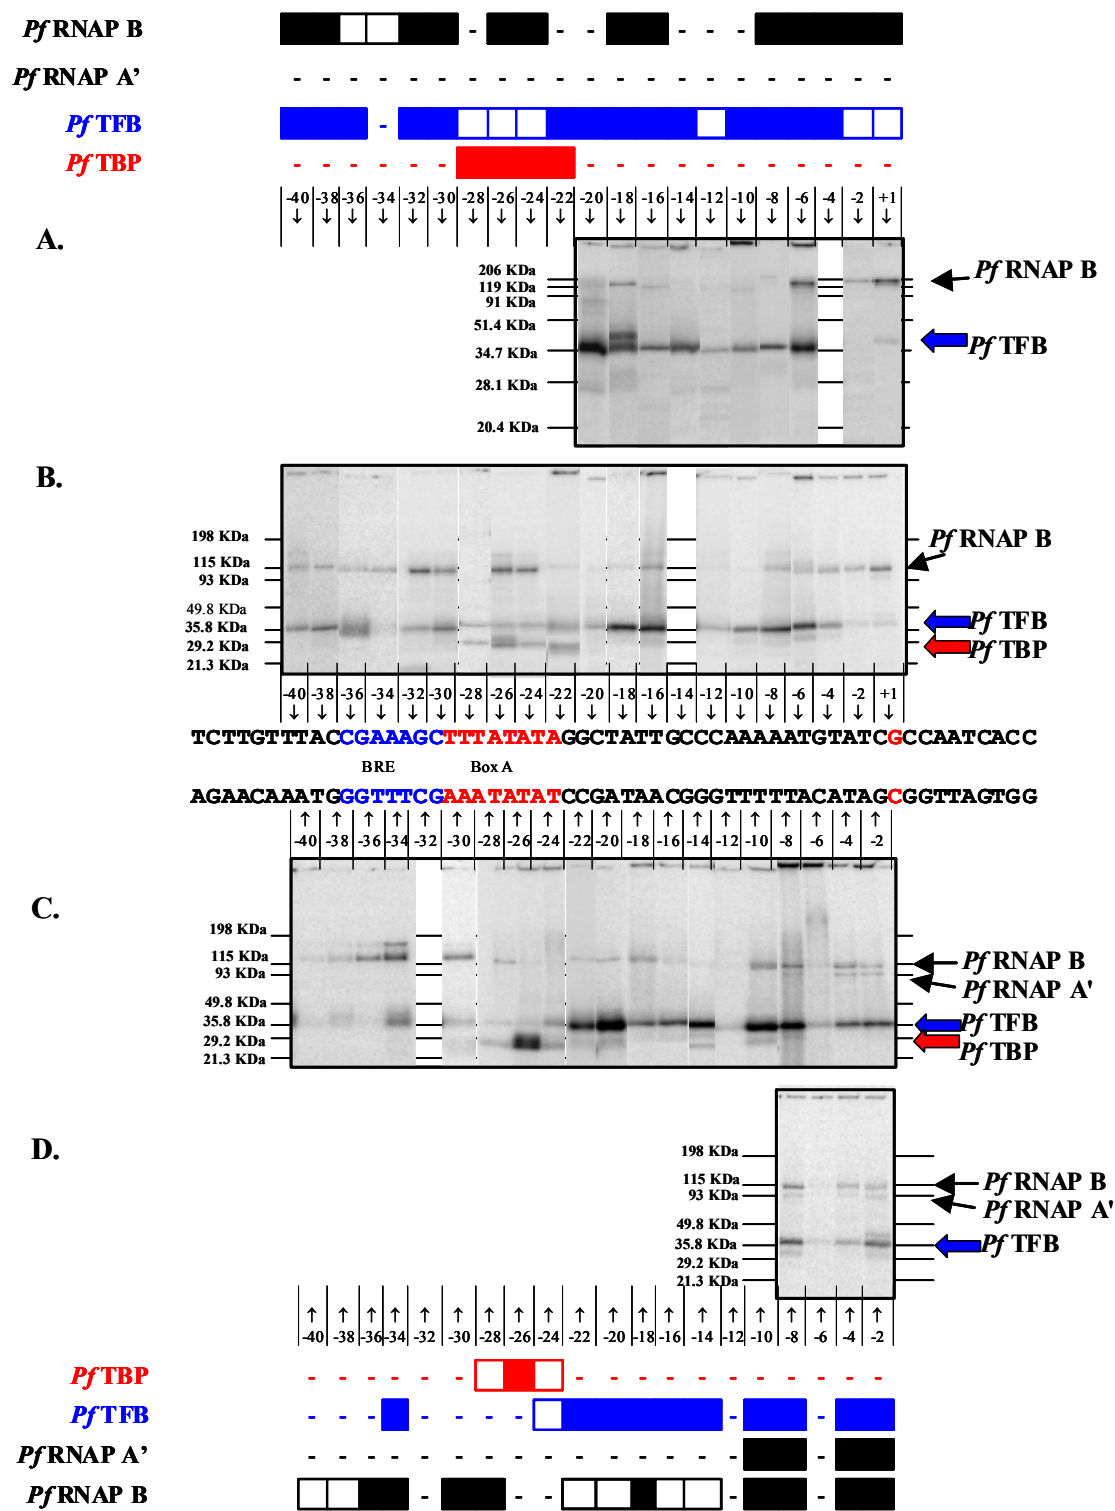 Pf RNAP B - - - - - -
Pf RNAP A' - - - - - - - - - - - - - - - - - - - - -
Pf TFB -
Pf TBP - - - - - - - - - - - - - - - - -
-40 -38 -36 -34 -32 -30 -28 -26 -24 -22 -20 -18 -16 -14 -12 -10 -8 -6 -4 -2 +1
↓ ↓ ↓ ↓ ↓ ↓ ↓ ↓ ↓ ↓ ↓ ↓ ↓ ↓ ↓ ↓ ↓ ↓ ↓ ↓ ↓
A.
206 KDa
119 KDa
91 KDa
51.4 KDa
34.7 KDa
28.1 KDa
20.4 KDa
Pf RNAP B
Pf TFB
B.
198 KDa
115 KDa
93 KDa
49.8 KDa
35.8 KDa
29.2 KDa
21.3 KDa
Pf RNAP B
Pf TFB
Pf TBP
-40 -38 -36 -34 -32 -30 -28 -26 -24 -22 -20 -18 -16 -14 -12 -10 -8 -6 -4 -2 +1
↓ ↓ ↓ ↓ ↓ ↓ ↓ ↓ ↓ ↓ ↓ ↓ ↓ ↓ ↓ ↓ ↓ ↓ ↓ ↓ ↓
TCTTGTTTACCGAAAGCTTTATATAGGCTATTGCCCAAAAATGTATCGCCAATCACC
BRE Box A
AGAACAAATGGGTTTCGAAATATATCCGATAACGGGTTTTTACATAGCGGTTAGTGG
↑ ↑ ↑ ↑ ↑ ↑ ↑ ↑ ↑ ↑ ↑ ↑ ↑ ↑ ↑ ↑ ↑ ↑ ↑ ↑
-40 -38 -36 -34 -32 -30 -28 -26 -24 -22 -20 -18 -16 -14 -12 -10 -8 -6 -4 -2
C.
198 KDa
115 KDa
93 KDa
49.8 KDa
35.8 KDa
29.2 KDa
21.3 KDa
Pf RNAP B
Pf RNAP A'
Pf TFB
Pf TBP
D.
198 KDa
115 KDa
93 KDa
49.8 KDa
35.8 KDa
29.2 KDa
21.3 KDa
Pf RNAP B
Pf RNAP A'
Pf TFB
↑ ↑ ↑ ↑ ↑ ↑ ↑ ↑ ↑ ↑ ↑ ↑ ↑ ↑ ↑ ↑ ↑ ↑ ↑ ↑
-40 -38 -36 -34 -32 -30 -28 -26 -24 -22 -20 -18 -16 -14 -12 -10 -8 -6 -4 -2
Pf TBP - - - - - - - - - - - - - - - - -
Pf TFB - - - - - - - - -
Pf RNAP A' - - - - - - - - - - - - - - - -
Pf RNAP B - - - - -